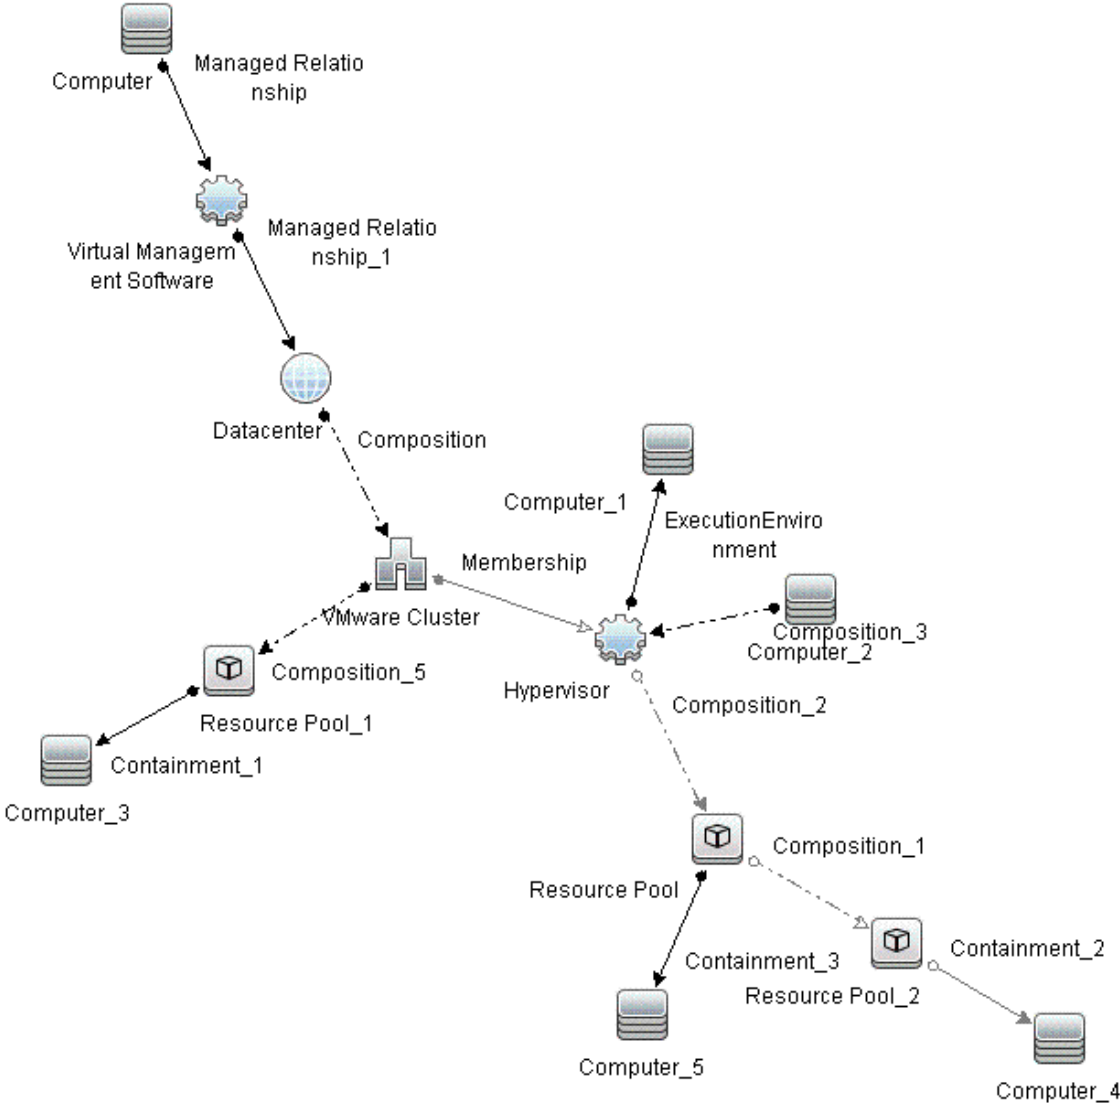 Managed Relatio
nship
Computer
Managed Relatio
nship_1
Virtual Managem
ent Software
Datacenter
Composition
Computer_1
ExecutionEnviro
nment
Membership
VMware Cluster
Composition_3
Computer_2
Composition_5
Hypervisor
Composition_2
Resource Pool_1
Containment_1
Computer_3
Composition_1
Resource Pool
Containment_2
Containment_3
Resource Pool_2
Computer_5
Computer_4